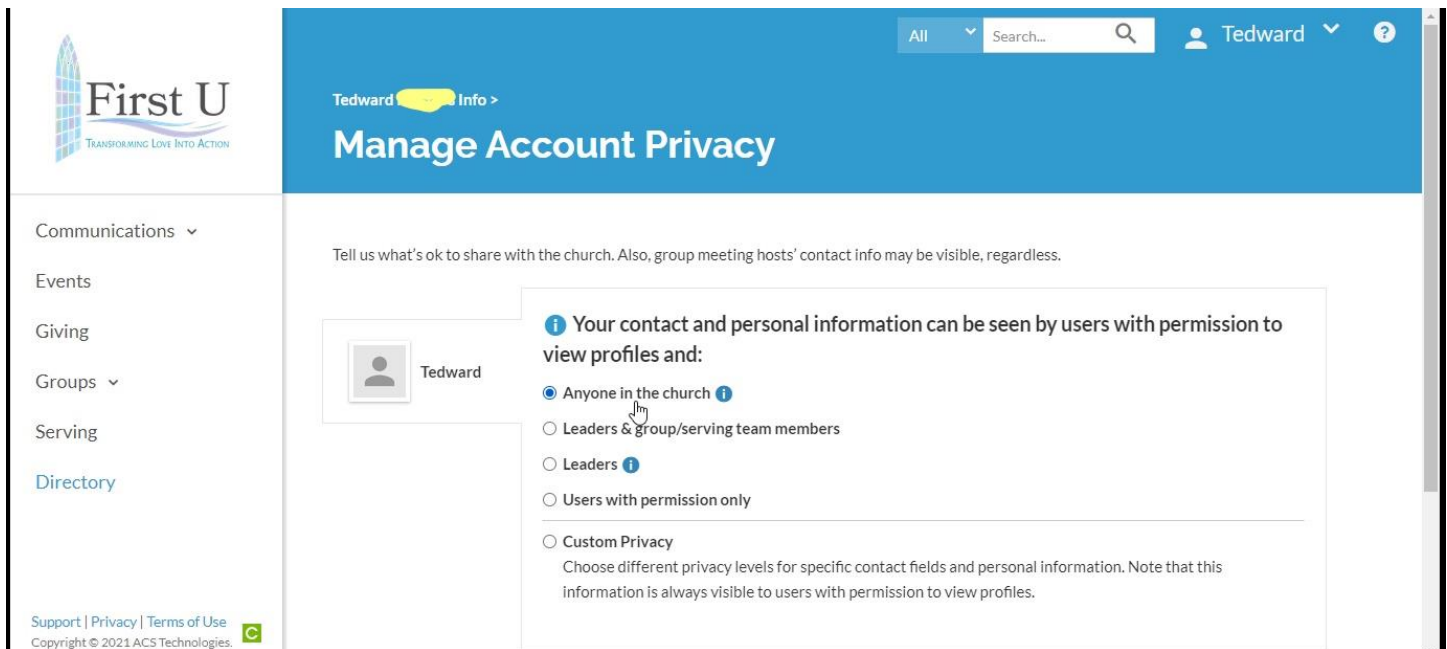 First U
TRANSFORMING LOVE INTO ACTION
All
Search...
Tedward
?
Tedward Info >
Manage Account Privacy
Communications
Events
Giving
Groups
Serving
Directory
Support | Privacy | Terms of Use
Copyright © 2021 ACS Technologies.
C
Tell us what's ok to share with the church. Also, group meeting hosts' contact info may be visible, regardless.
Tedward
i Your contact and personal information can be seen by users with permission to
view profiles and:
Anyone in the church i
Leaders & group/serving team members
Leaders i
Users with permission only
Custom Privacy
Choose different privacy levels for specific contact fields and personal information. Note that this
information is always visible to users with permission to view profiles.